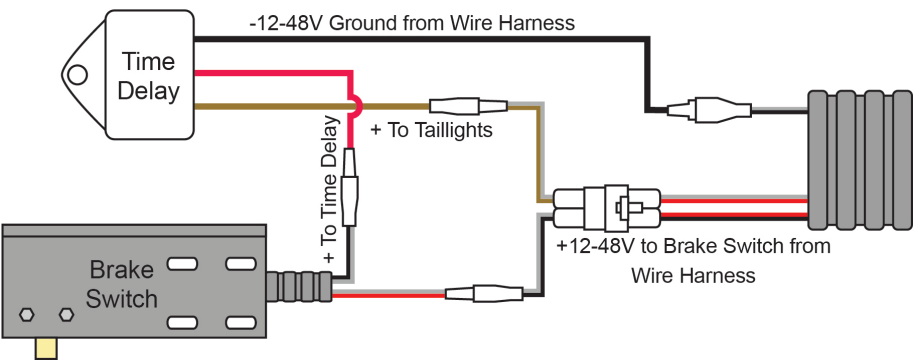 -12-48V Ground from Wire Harness
Time
Delay
+ To Taillights
+ To Time Delay
+12-48V to Brake Switch from
Wire Harness
Brake
Switch